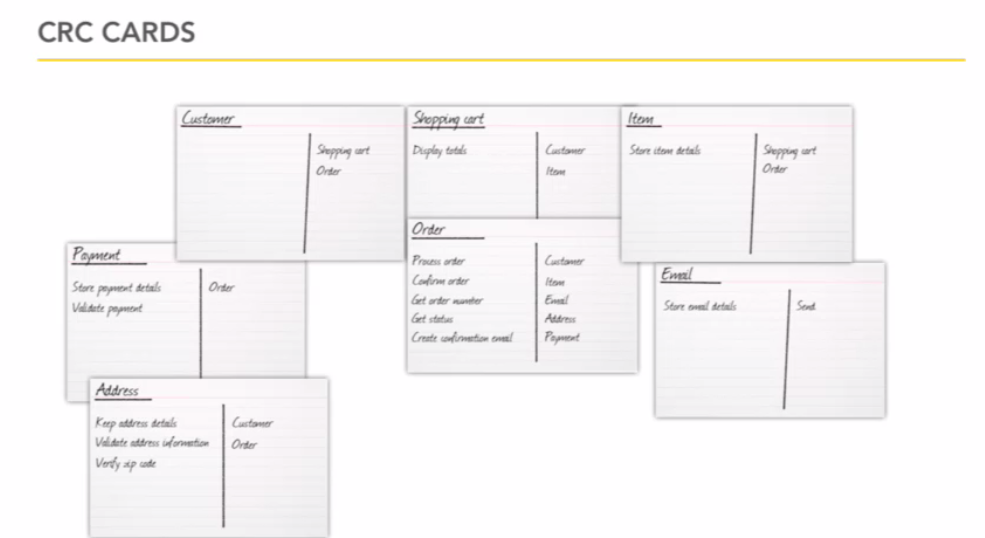 CRC CARDS
Customer
Shopping cart
Order
Shopping cart
Display totals
Customer
Item
Item
Store item details
Shopping cart
Order
Payment
Store payment details
Validate payment
Order
Order
Process order
Confirm order
Get order number
Get status
Create confirmation email
Customer
Item
Email
Address
Payment
Email
Store email details
Send
Address
Keep address details
Validate address information
Verify zip code
Customer
Order